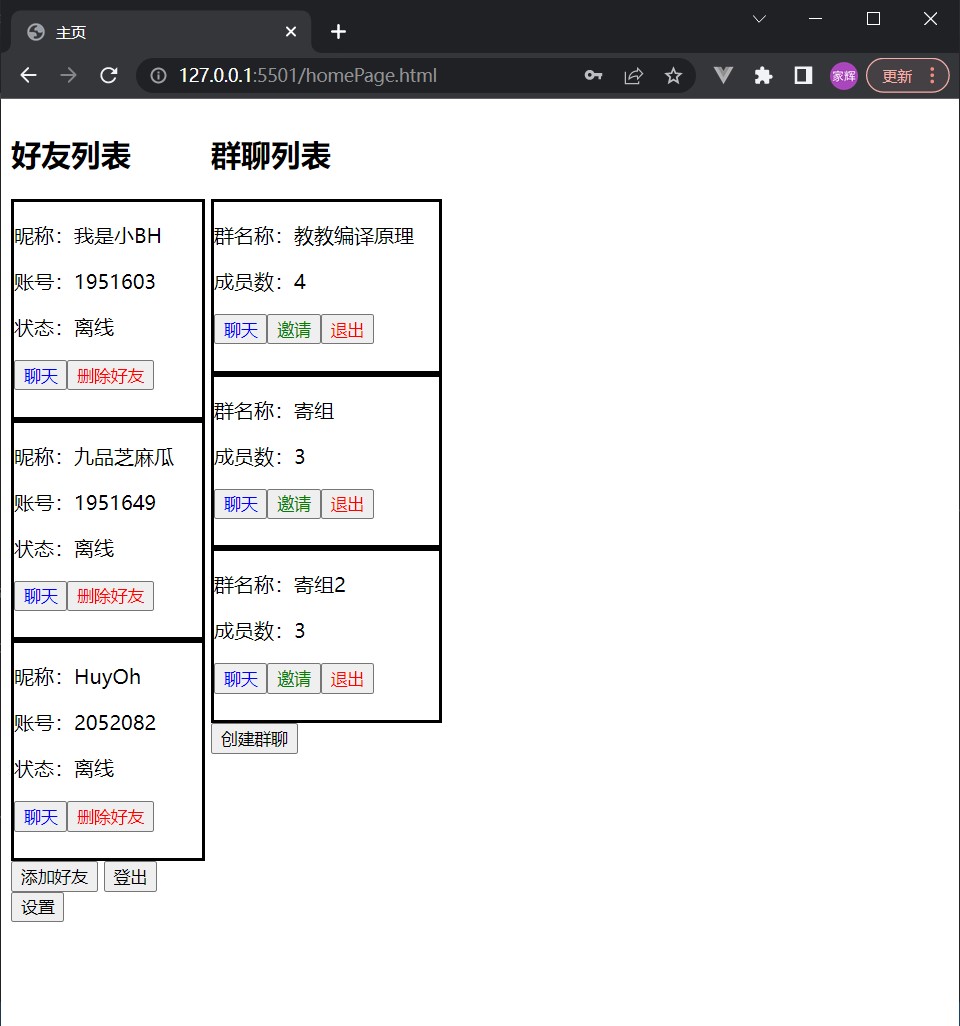 主页
127.0.0.1:5501/homePage.html
家辉
更新
好友列表
昵称：我是小BH
账号：1951603
状态：离线
聊天 删除好友
昵称：九品芝麻瓜
账号：1951649
状态：离线
聊天 删除好友
昵称：HuyOh
账号：2052082
状态：离线
聊天 删除好友
添加好友 登出
设置
群聊列表
群名称：教教编译原理
成员数：4
聊天 邀请 退出
群名称：寄组
成员数：3
聊天 邀请 退出
群名称：寄组2
成员数：3
聊天 邀请 退出
创建群聊